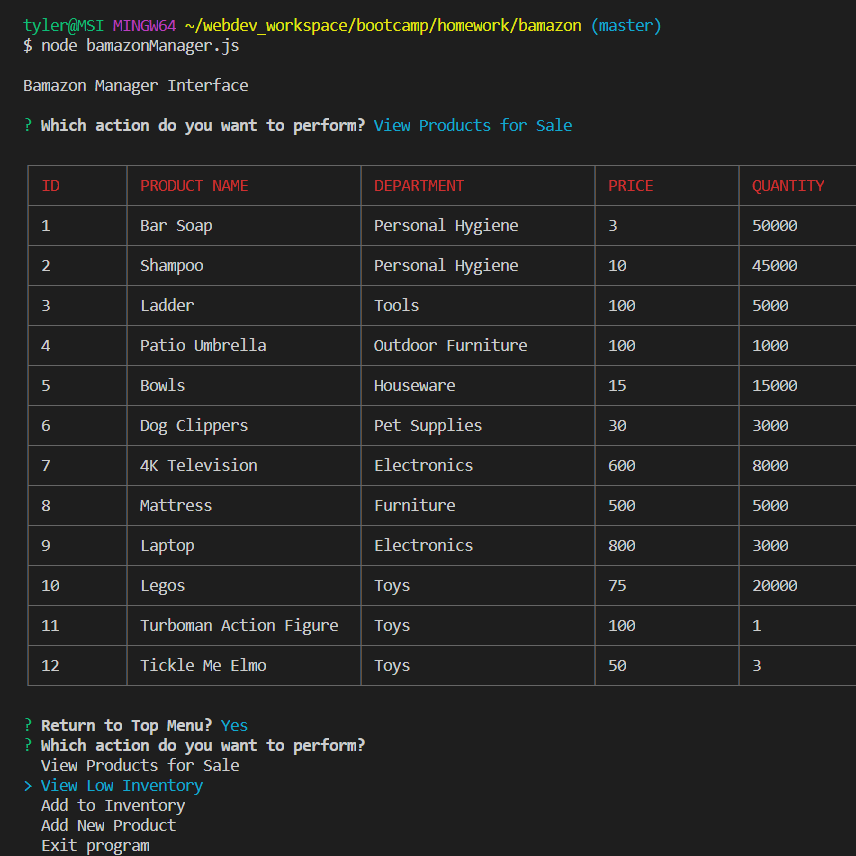 tyler@MSI MINGW64 ~/webdev_workspace/bootcamp/homework/bamazon (master)
$ node bamazonManager.js
Bamazon Manager Interface
? Which action do you want to perform? View Products for Sale
ID PRODUCT NAME DEPARTMENT PRICE QUANTITY
1 Bar Soap Personal Hygiene 3 50000
2 Shampoo Personal Hygiene 10 45000
3 Ladder Tools 100 5000
4 Patio Umbrella Outdoor Furniture 100 1000
5 Bowls Houseware 15 15000
6 Dog Clippers Pet Supplies 30 3000
7 4K Television Electronics 600 8000
8 Mattress Furniture 500 5000
9 Laptop Electronics 800 3000
10 Legos Toys 75 20000
11 Turboman Action Figure Toys 100 1
12 Tickle Me Elmo Toys 50 3
? Return to Top Menu? Yes
? Which action do you want to perform?
View Products for Sale
> View Low Inventory
Add to Inventory
Add New Product
Exit program